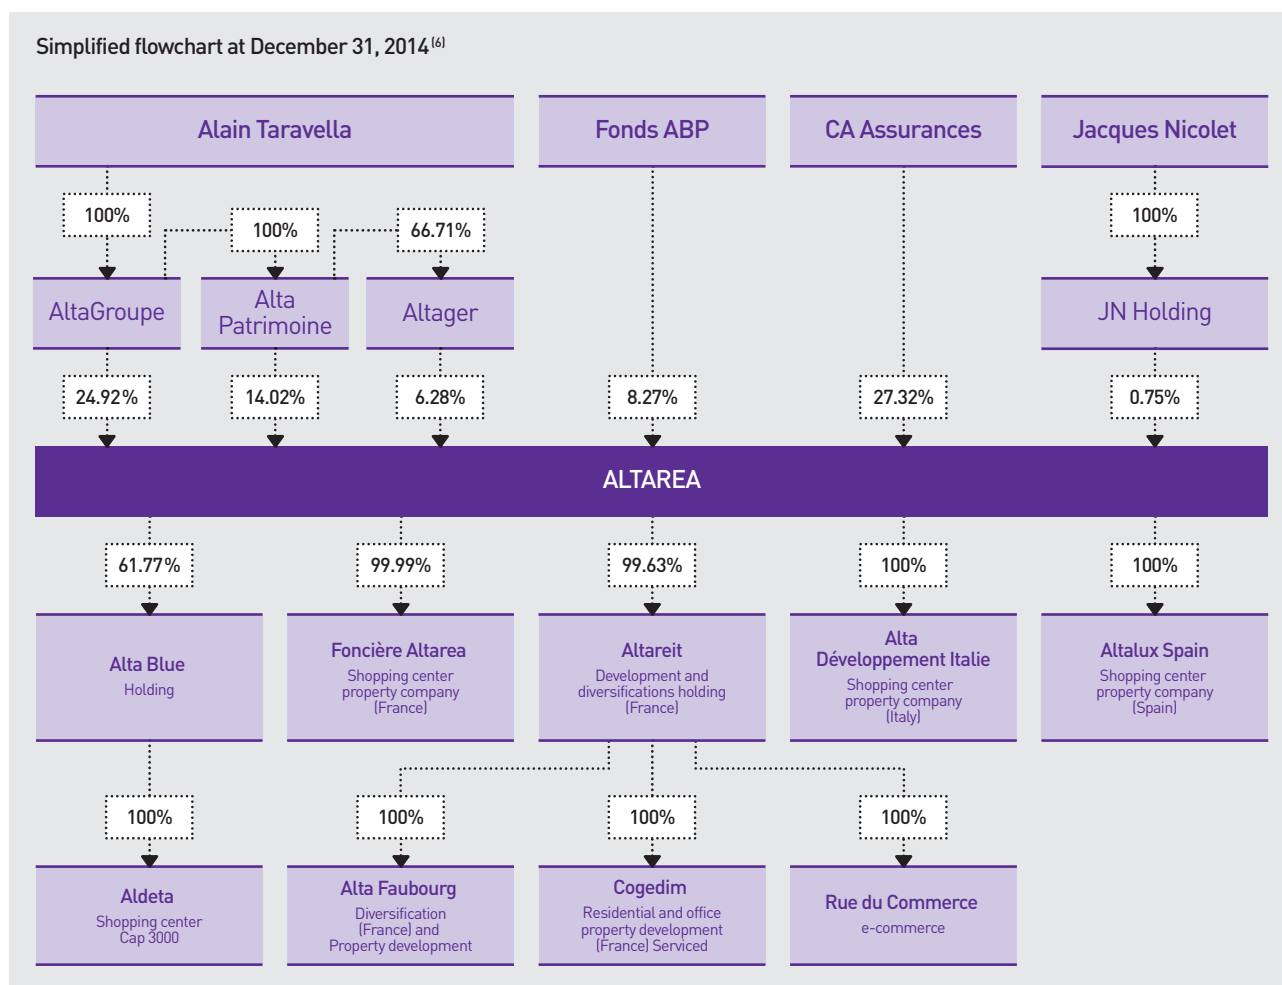 Simplified flowchart at December 31, 2014 (6)
Alain Taravella
Fonds ABP
CA Assurances
Jacques Nicolet
100%
100%
66.71%
100%
AltaGroupe
Alta
Patrimoine
Altager
JN Holding
24.92%
14.02%
6.28%
8.27%
27.32%
0.75%
ALTAREA
61.77%
99.99%
99.63%
100%
100%
Alta Blue
Holding
Foncière Altarea
Shopping center
property company
(France)
Altareit
Development and
diversifications holding
(France)
Alta
Développement Italie
Shopping center
property company
(Italy)
Altalux Spain
Shopping center
property company
(Spain)
100%
100%
100%
100%
Aldeta
Shopping center
Cap 3000
Alta Faubourg
Diversification
(France) and
Property development
Cogedim
Residential and office
property development
(France) Serviced
Rue du Commerce
e-commerce